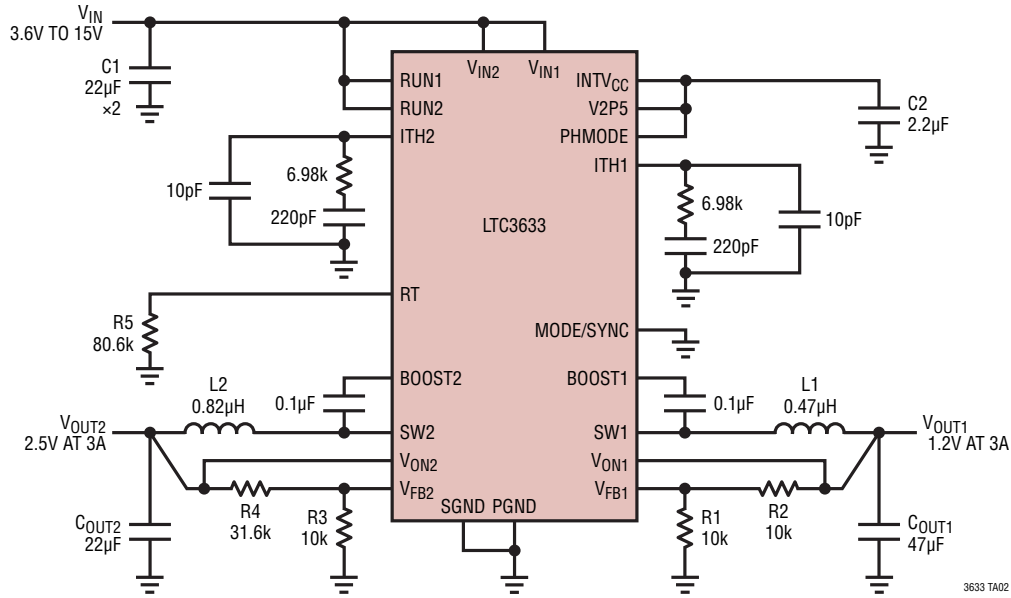 VIN
3.6V TO 15V
C1
22µF
×2
VIN2
VIN1
RUN1
RUN2
ITH2
INTVCC
V2P5
PHMODE
ITH1
C2
2.2µF
10pF
6.98k
220pF
LTC3633
6.98k
220pF
10pF
RT
R5
80.6k
MODE/SYNC
BOOST2
BOOST1
L2
0.82µH
0.1µF
0.1µF
L1
0.47µH
VOUT2
2.5V AT 3A
SW2
SW1
VOUT1
1.2V AT 3A
VON2
VON1
VFB2
VFB1
SGND
PGND
R4
31.6k
R3
10k
R1
10k
R2
10k
COUT2
22µF
COUT1
47µF
3633 TA02